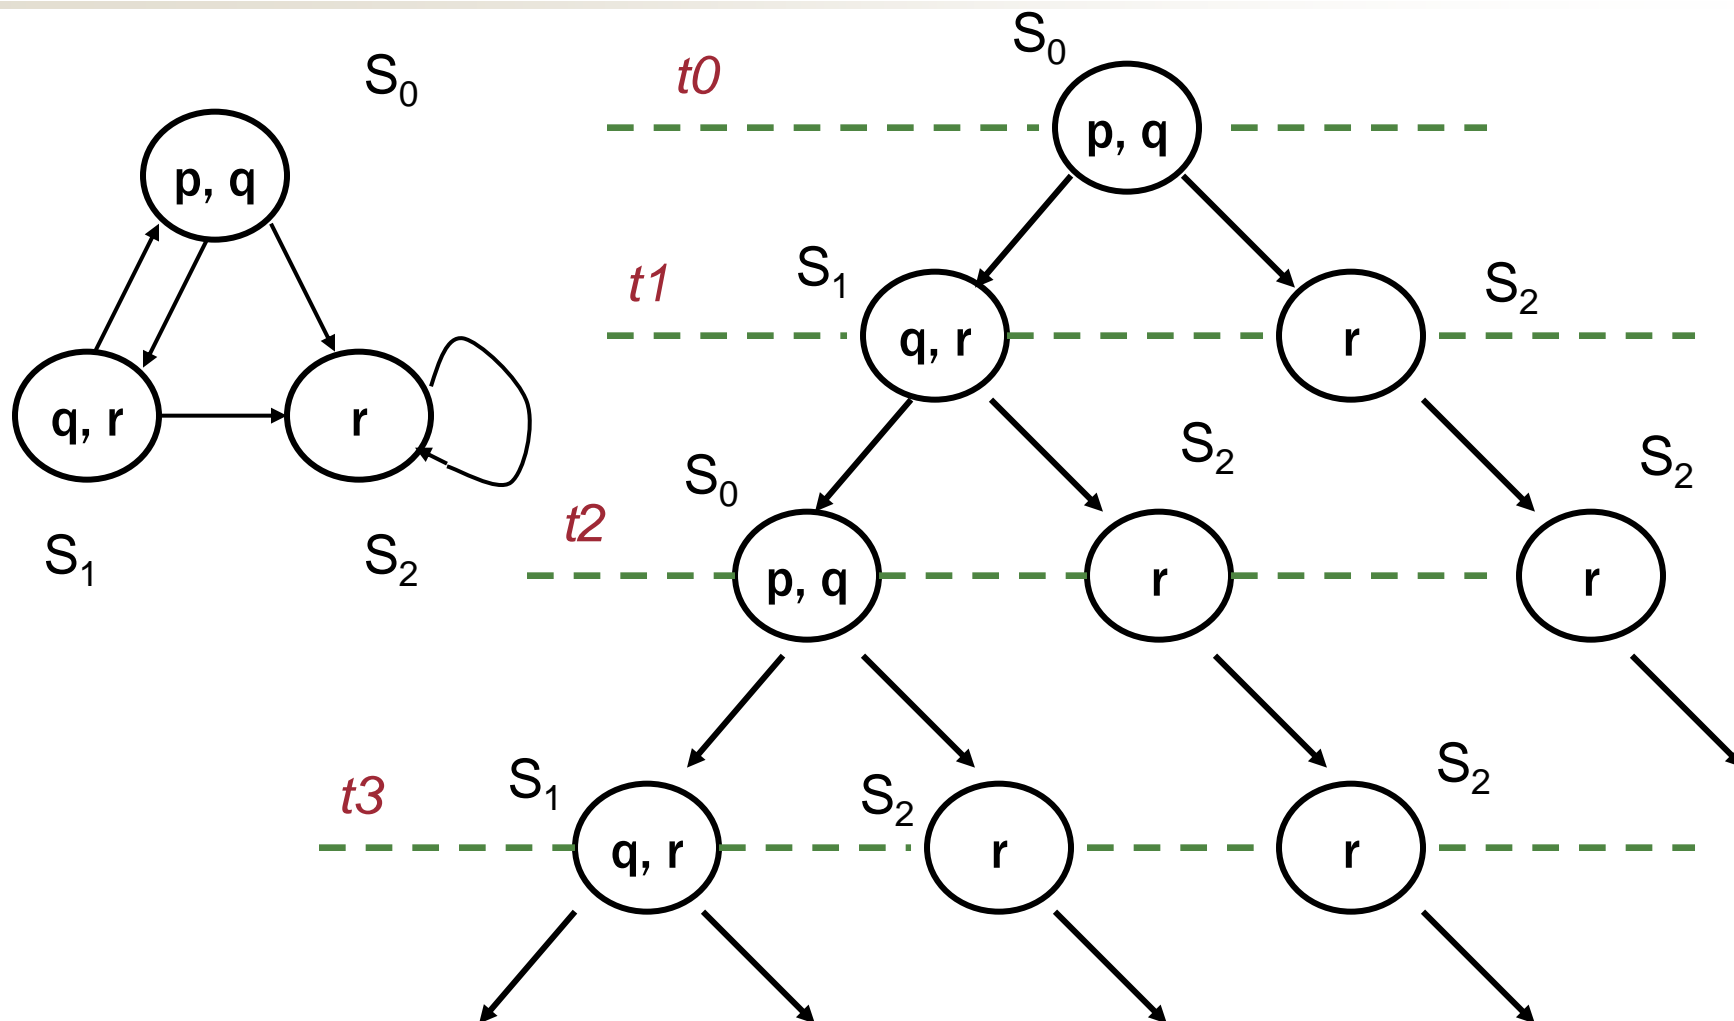 S0
t0
S0
p, q
p, q
S1
t1
S2
q, r
r
q, r
r
S0
S2
S2
t2
S1
S2
p, q
r
r
S1
S2
S2
t3
q, r
r
r